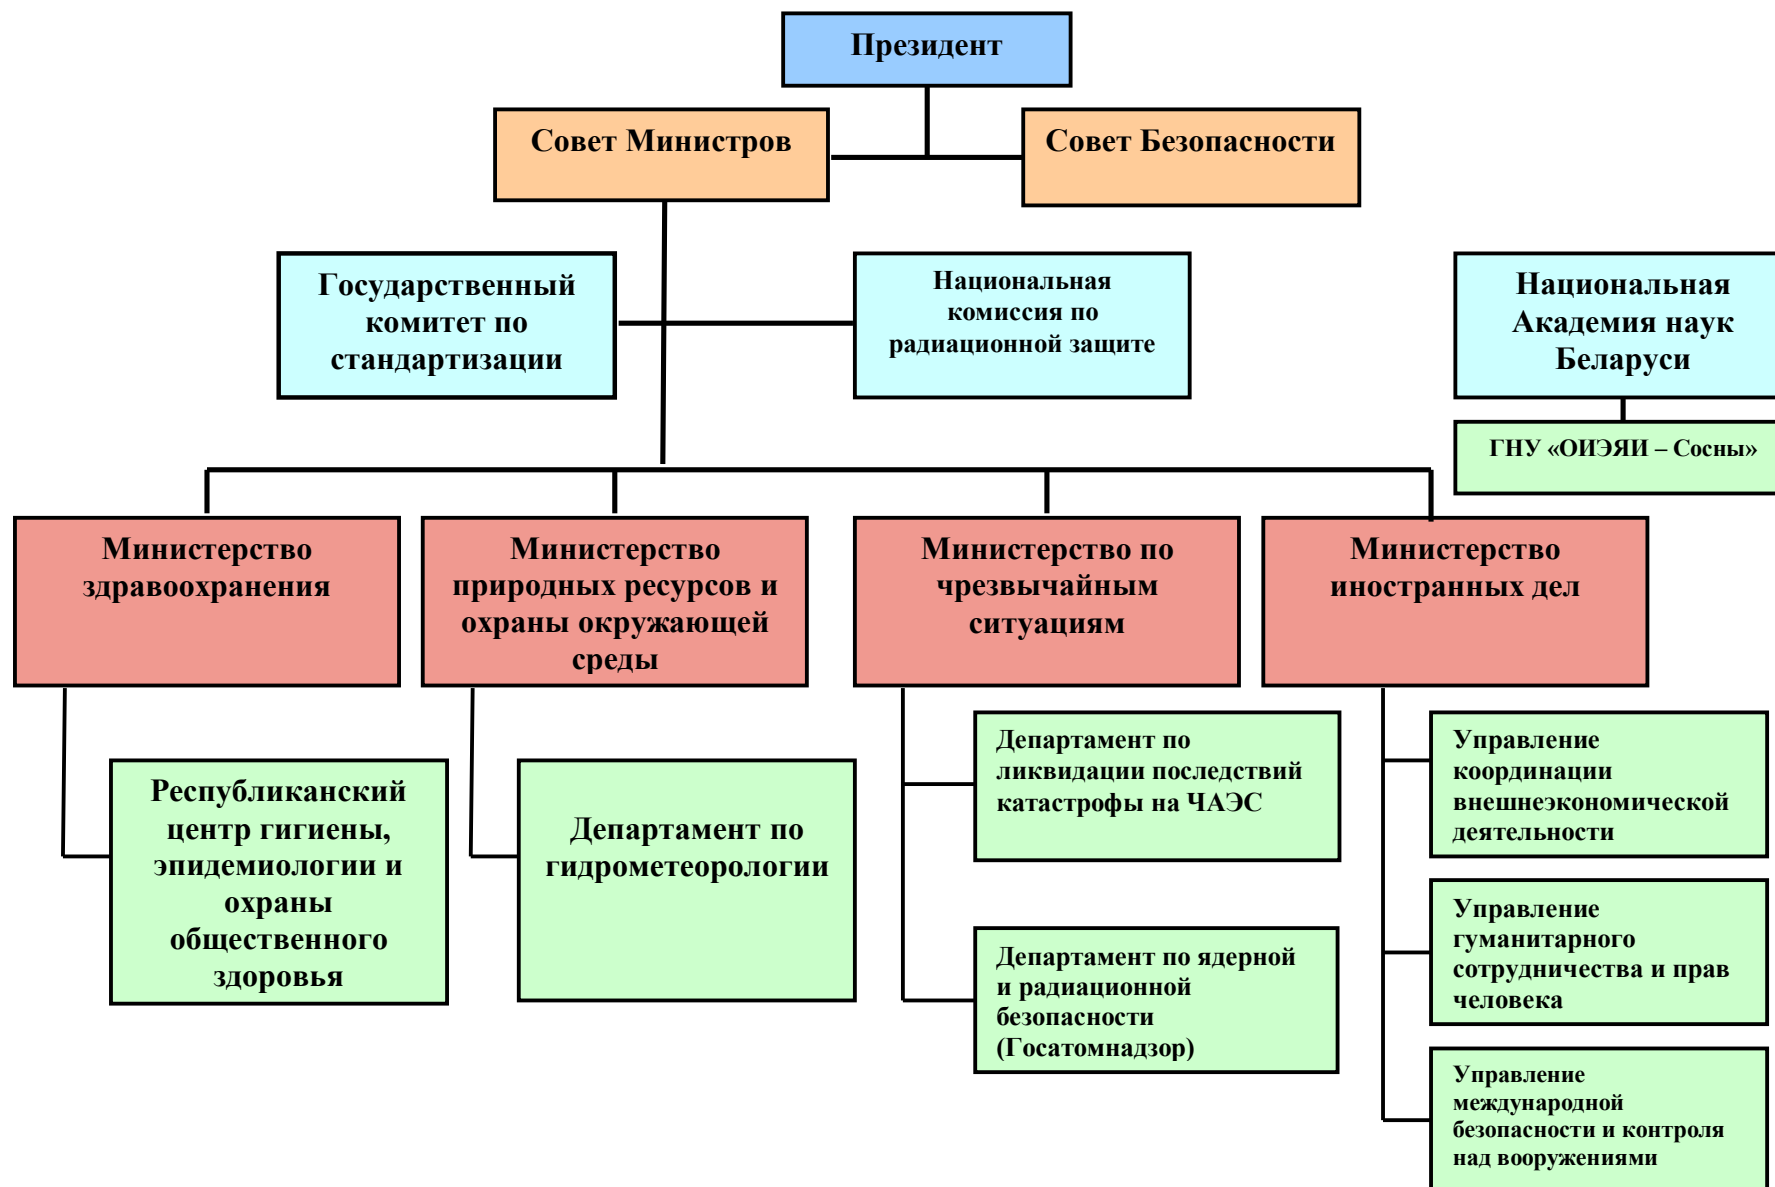 Президент
Совет Министров
Совет Безопасности
Государственный
комитет по
стандартизации
Национальная
комиссия по
радиационной защите
Национальная
Академия наук
Беларуси
ГНУ «ОИЭЯИ – Сосны»
Министерство
здравоохранения
Министерство
природных ресурсов и
охраны окружающей
среды
Министерство по
чрезвычайным
ситуациям
Министерство
иностранных дел
Республиканский
центр гигиены,
эпидемиологии и
охраны
общественного
здоровья
Департамент по
гидрометеорологии
Департамент по
ликвидации последствий
катастрофы на ЧАЭС
Департамент по ядерной
и радиационной
безопасности
(Госатомнадзор)
Управление
координации
внешнеэкономической
деятельности
Управление
гуманитарного
сотрудничества и прав
человека
Управление
международной
безопасности и контроля
над вооружениями